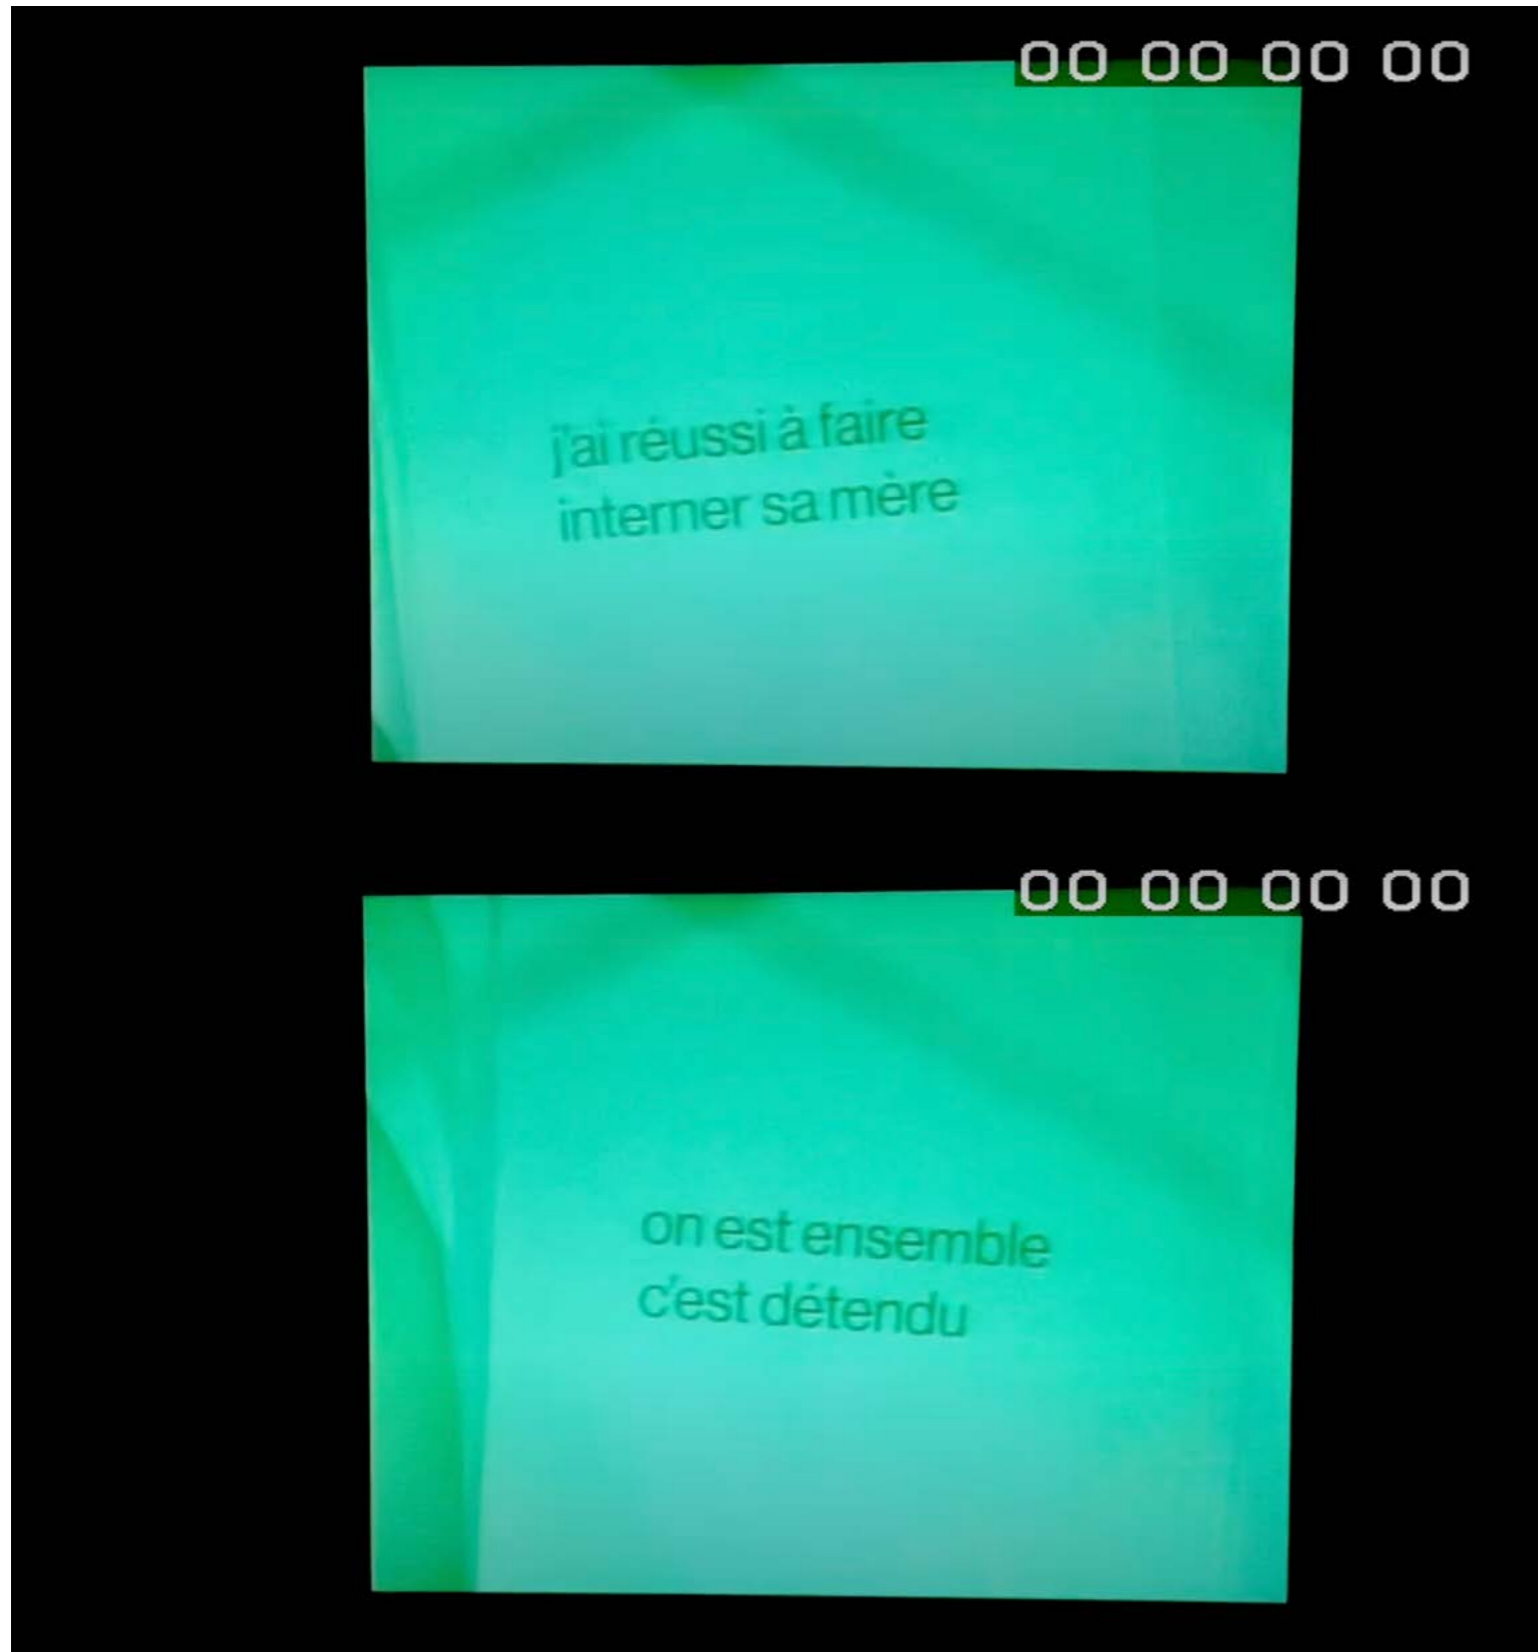 00 00 00 00
j'ai réussi à faire
interner sa mère
00 00 00 00
on est ensemble
c'est détendu